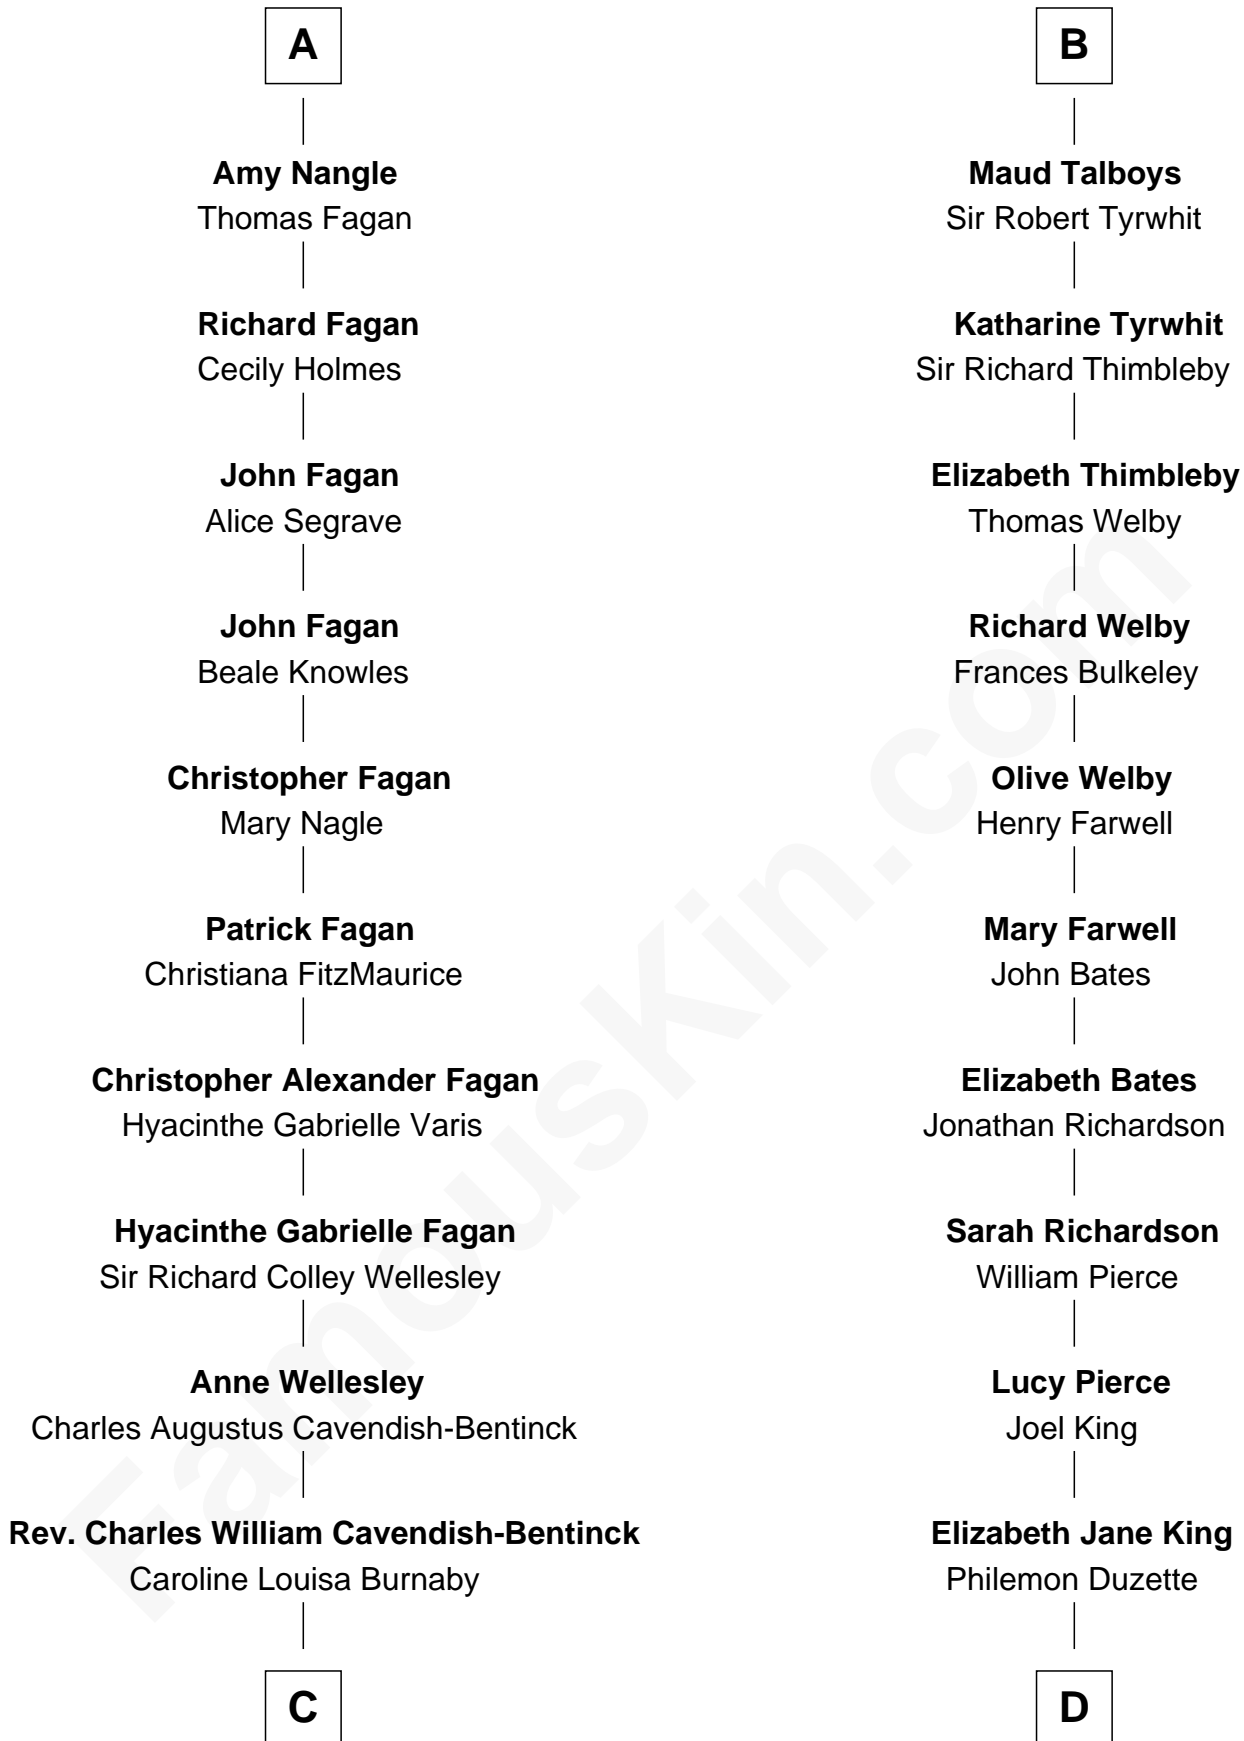 A
Amy Nangle
Thomas Fagan
Richard Fagan
Cecily Holmes
John Fagan
Alice Segrave
John Fagan
Beale Knowles
Christopher Fagan
Mary Nagle
Patrick Fagan
Christiana FitzMaurice
Christopher Alexander Fagan
Hyacinthe Gabrielle Varis
Hyacinthe Gabrielle Fagan
Sir Richard Colley Wellesley
Anne Wellesley
Charles Augustus Cavendish-Bentinck
Rev. Charles William Cavendish-Bentinck
Caroline Louisa Burnaby
C
B
Maud Talboys
Sir Robert Tyrwhit
Katharine Tyrwhit
Sir Richard Thimbleby
Elizabeth Thimbleby
Thomas Welby
Richard Welby
Frances Bulkeley
Olive Welby
Henry Farwell
Mary Farwell
John Bates
Elizabeth Bates
Jonathan Richardson
Sarah Richardson
William Pierce
Lucy Pierce
Joel King
Elizabeth Jane King
Philemon Duzette
D
FamousKin.com